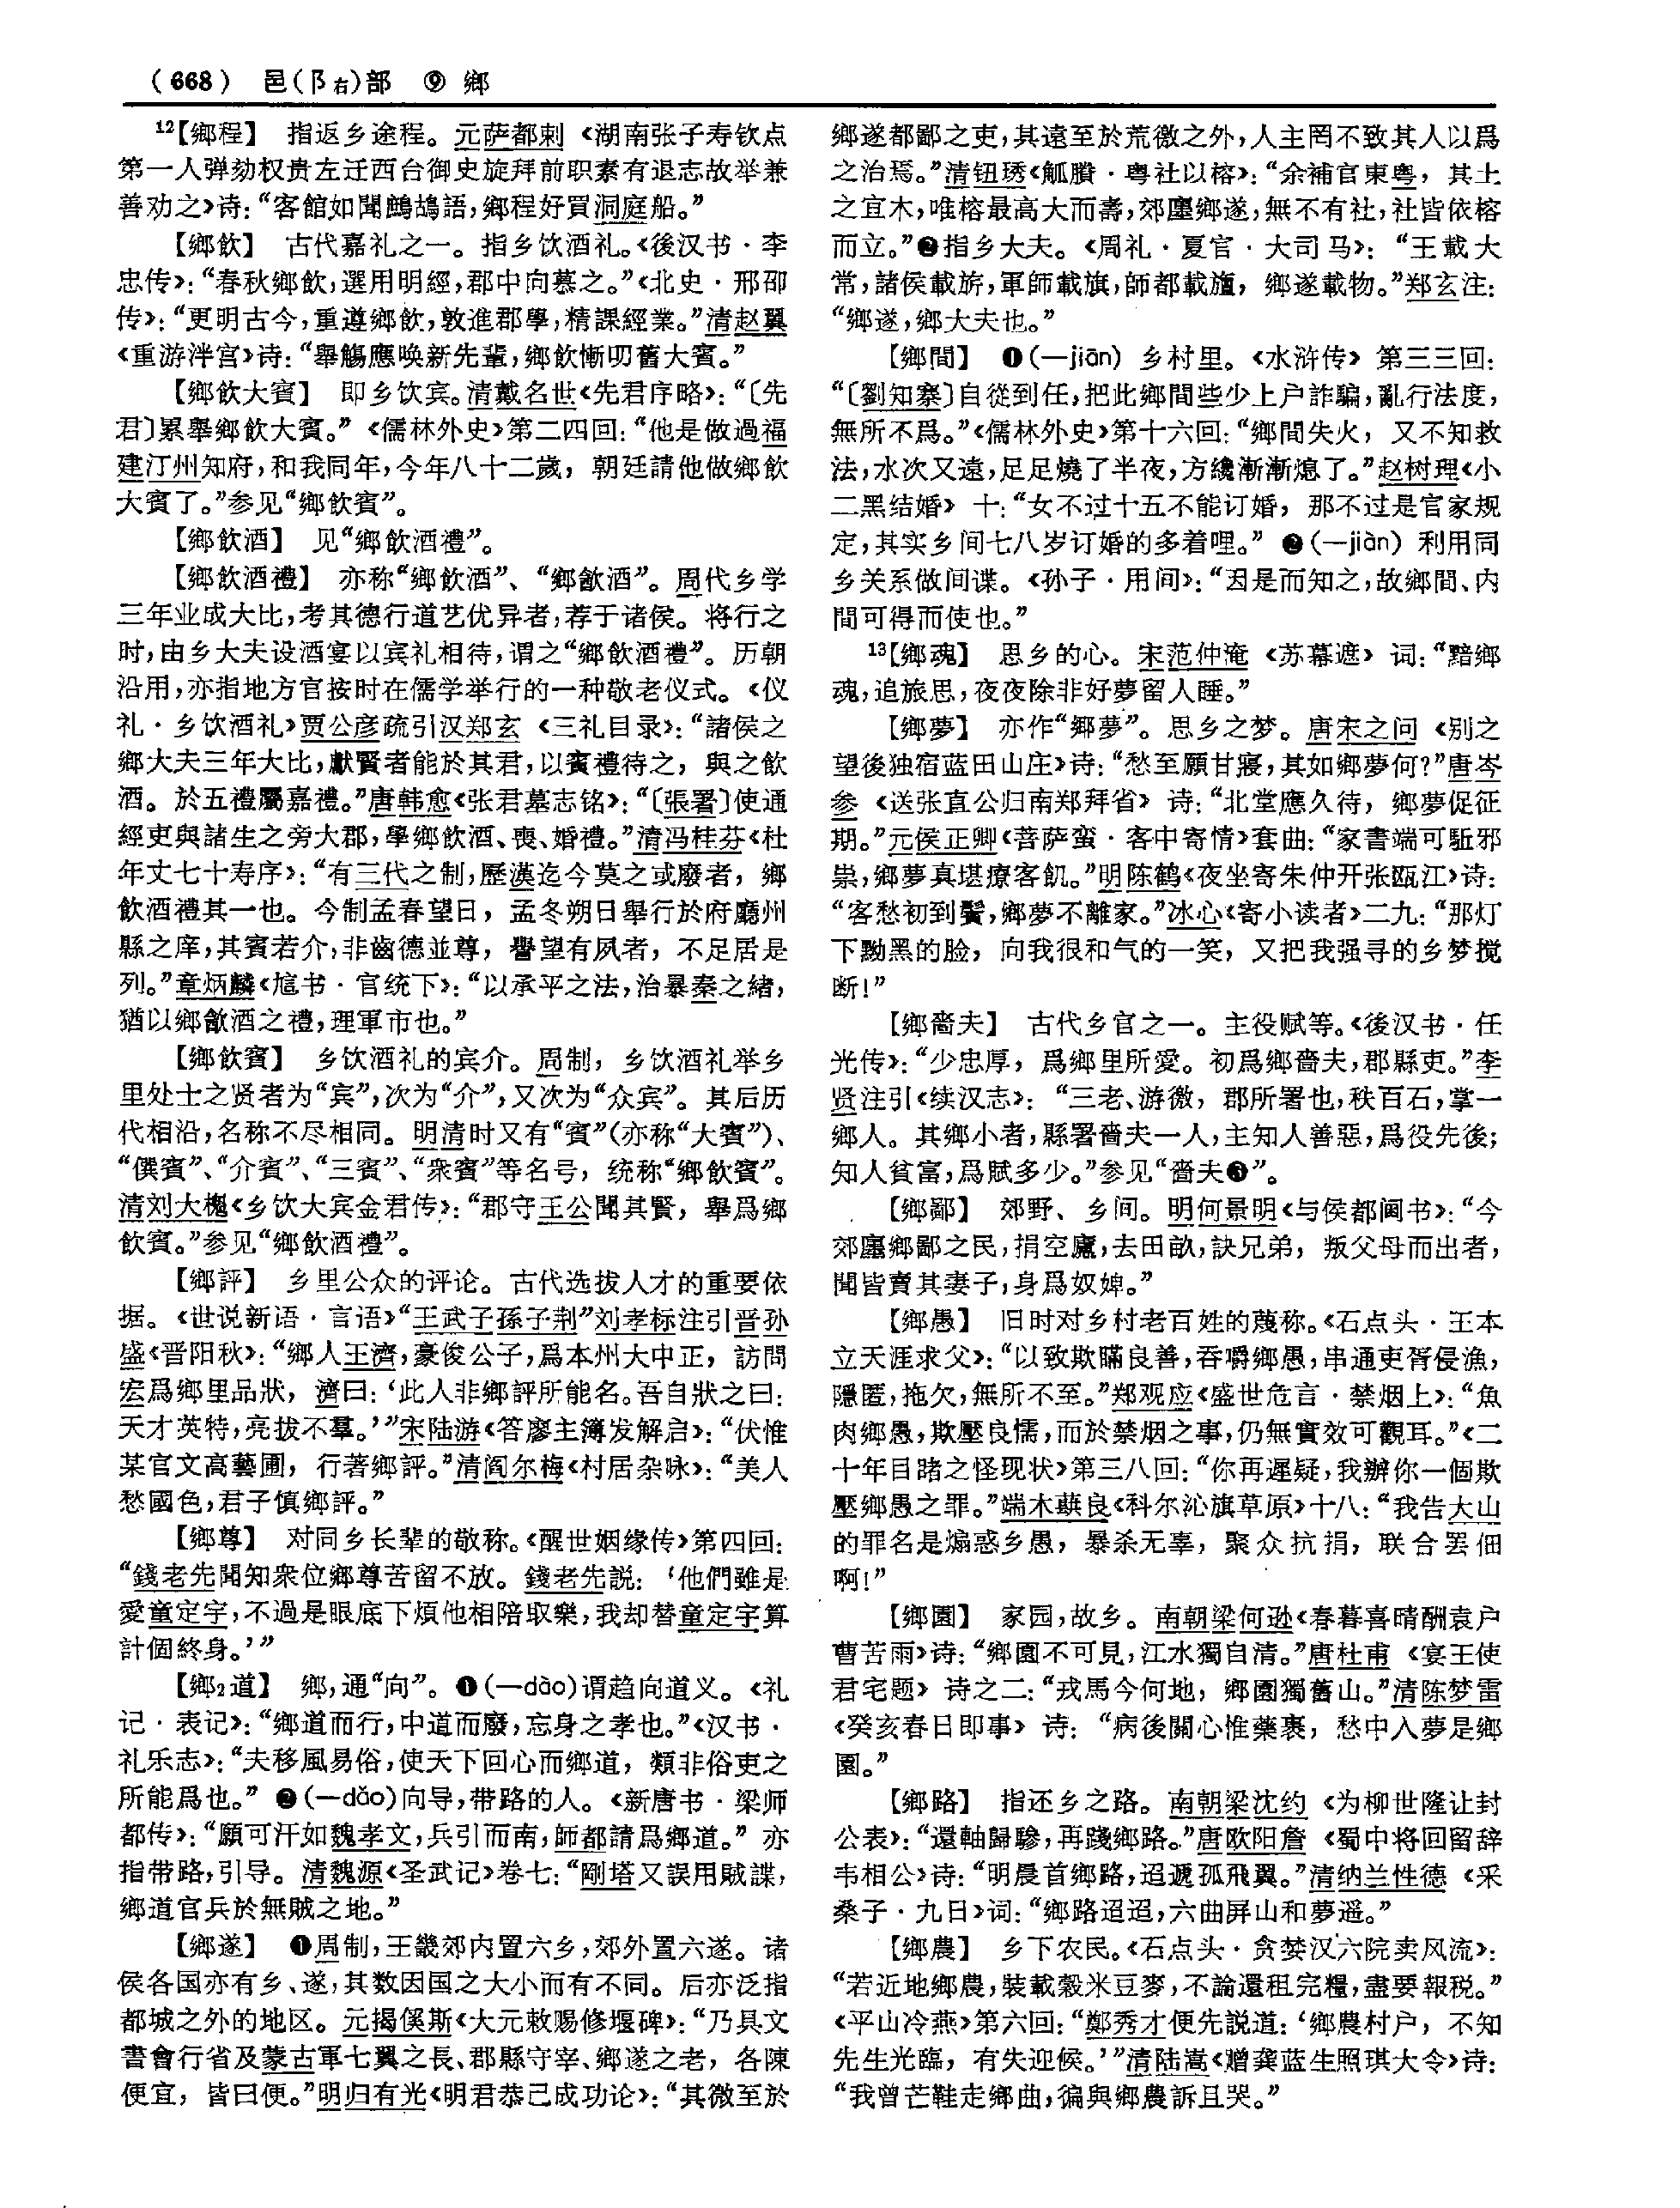 （668） 邑（阝右）部 ⑨ 鄉
¹²【鄉程】 指返乡途程。元萨都剌《湖南张子寿钦点
第一人弹劾权贵左迁西台御史旋拜前职素有退志故举兼
善劝之》诗：“客館如聞鷓鴣語，鄉程好買洞庭船。”
【鄉飲】 古代嘉礼之一。指乡饮酒礼。《後汉书·李
忠传》：“春秋鄉飲，選用明經，郡中向慕之。”《北史·邢卲
传》：“更明古今，重遵鄉飲，敦進郡學，精課經業。”清赵翼
《重游泮宫》诗：“舉觴應唤新先輩，鄉飲慚叨舊大賓。”
【鄉飲大賓】 即乡饮宾。清戴名世《先君序略》：“〔先
君〕累舉鄉飲大賓。”《儒林外史》第二四回：“他是做過福
建汀州知府，和我同年，今年八十二歲，朝廷請他做鄉飲
大賓了。”参见“鄉飲賓”。
【鄉飲酒】 见“鄉飲酒禮”。
【鄉飲酒禮】 亦称“鄉飲酒”、“鄉歙酒”。周代乡学
三年业成大比，考其德行道艺优异者，荐于诸侯。将行之
时，由乡大夫设酒宴以宾礼相待，谓之“鄉飲酒禮”。历朝
沿用，亦指地方官按时在儒学举行的一种敬老仪式。《仪
礼·乡饮酒礼》贾公彦疏引汉郑玄《三礼目录》：“諸侯之
鄉大夫三年大比，獻賢者能於其君，以賓禮待之，與之飲
酒。於五禮屬嘉禮。”唐韩愈《张君墓志铭》：“〔張署〕使通
經吏與諸生之旁大郡，學鄉飲酒、喪、婚禮。”清冯桂芬《杜
年丈七十寿序》：“有三代之制，歷漢迄今莫之或廢者，鄉
飲酒禮其一也。今制孟春望日，孟冬朔日舉行於府廳州
縣之庠，其賓若介，非齒德並尊，譽望有夙者，不足居是
列。”章炳麟《訄书·官统下》：“以承平之法，治暴秦之緒，
猶以鄉歙酒之禮，理軍市也。”
【鄉飲賓】 乡饮酒礼的宾介。周制，乡饮酒礼举乡
里处士之贤者为“宾”，次为“介”，又次为“众宾”。其后历
代相沿，名称不尽相同。明清时又有“賓”（亦称“大賓”）、
“僎賓”、“介賓”、“三賓”、“衆賓”等名号，统称“鄉飲賓”。
清刘大櫆《乡饮大宾金君传》：“郡守王公聞其賢，舉爲鄉
飲賓。”参见“鄉飲酒禮”。
【鄉評】 乡里公众的评论。古代选拔人才的重要依
据。《世说新语·言语》“王武子孫子荆”刘孝标注引晋孙
盛《晋阳秋》：“鄉人王濟，豪俊公子，爲本州大中正，訪問
宏爲鄉里品狀，濟曰：‘此人非鄉評所能名。吾自狀之曰：
天才英特，亮拔不羣。’”宋陆游《答廖主簿发解启》：“伏惟
某官文高藝圃，行著鄉評。”清阎尔梅《村居杂咏》：“美人
愁國色，君子慎鄉評。”
【鄉尊】 对同乡长辈的敬称。《醒世姻缘传》第四回：
“錢老先聞知衆位鄉尊苦留不放。錢老先説：‘他們雖是
愛童定宇，不過是眼底下煩他相陪取樂，我却替童定宇算
計個終身。’”
【鄉₂道】 鄉，通“向”。❶（—dào）谓趋向道义。《礼
记·表记》：“鄉道而行，中道而廢，忘身之孝也。”《汉书·
礼乐志》：“夫移風易俗，使天下回心而鄉道，類非俗吏之
所能爲也。” ❷（—dǎo）向导，带路的人。《新唐书·梁师
都传》：“願可汗如魏孝文，兵引而南，師都請爲鄉道。” 亦
指带路，引导。清魏源《圣武记》卷七：“剛塔又誤用賊諜，
鄉道官兵於無賊之地。”
【鄉遂】 ❶周制，王畿郊内置六乡，郊外置六遂。诸
侯各国亦有乡、遂，其数因国之大小而有不同。后亦泛指
都城之外的地区。元揭傒斯《大元敕赐修堰碑》：“乃具文
書會行省及蒙古軍七翼之長、郡縣守宰、鄉遂之老，各陳
便宜，皆曰便。”明归有光《明君恭己成功论》：“其微至於
鄉遂都鄙之吏，其遠至於荒徼之外，人主罔不致其人以爲
之治焉。”清钮琇《觚賸·粤社以榕》：“余補官東粤，其土
之宜木，唯榕最高大而壽，郊廛鄉遂，無不有社，社皆依榕
而立。”❷指乡大夫。《周礼·夏官·大司马》：“王載大
常，諸侯載旂，軍師載旗，師都載旜，鄉遂載物。”郑玄注：
“鄉遂，鄉大夫也。”
【鄉間】 ❶（—jiān）乡村里。《水浒传》第三三回：
“〔劉知寨〕自從到任，把此鄉間些少上户詐騙，亂行法度，
無所不爲。”《儒林外史》第十六回：“鄉間失火，又不知救
法，水次又遠，足足燒了半夜，方纔漸漸熄了。”赵树理《小
二黑结婚》十：“女不过十五不能订婚，那不过是官家规
定，其实乡间七八岁订婚的多着哩。” ❷（—jiàn）利用同
乡关系做间谍。《孙子·用间》：“因是而知之，故鄉間、内
間可得而使也。”
¹³【鄉魂】 思乡的心。宋范仲淹《苏幕遮》词：“黯鄉
魂，追旅思，夜夜除非好夢留人睡。”
【鄉夢】 亦作“鄉夢”。思乡之梦。唐宋之问《别之
望後独宿蓝田山庄》诗：“愁至願甘寢，其如鄉夢何？”唐岑
参《送张直公归南郑拜省》诗：“北堂應久待，鄉夢促征
期。”元侯正卿《菩萨蛮·客中寄情》套曲：“家書端可駈邪
祟，鄉夢真堪療客飢。”明陈鹤《夜坐寄朱仲开张瓯江》诗：
“客愁初到鬢，鄉夢不離家。”冰心《寄小读者》二九：“那灯
下黝黑的脸，向我很和气的一笑，又把我强寻的乡梦搅
断！”
【鄉嗇夫】 古代乡官之一。主役赋等。《後汉书·任
光传》：“少忠厚，爲鄉里所愛。初爲鄉嗇夫，郡縣吏。”李
贤注引《续汉志》：“三老、游徼，郡所署也，秩百石，掌一
鄉人。其鄉小者，縣署嗇夫一人，主知人善惡，爲役先後；
知人貧富，爲賦多少。”参见“嗇夫❸”。
【鄉鄙】 郊野、乡间。明何景明《与侯都阃书》：“今
郊廛鄉鄙之民，捐空廬，去田畝，訣兄弟，叛父母而出者，
聞皆賣其妻子，身爲奴婢。”
【鄉愚】 旧时对乡村老百姓的蔑称。《石点头·王本
立天涯求父》：“以致欺瞞良善，吞嚼鄉愚，串通吏胥侵漁，
隱匿，拖欠，無所不至。”郑观应《盛世危言·禁烟上》：“魚
肉鄉愚，欺壓良懦，而於禁烟之事，仍無實效可觀耳。”《二
十年目睹之怪现状》第三八回：“你再遲疑，我辦你一個欺
壓鄉愚之罪。”端木蕻良《科尔沁旗草原》十八：“我告大山
的罪名是煽惑乡愚，暴杀无辜，聚众抗捐，联合罢佃
啊！”
【鄉園】 家园，故乡。南朝梁何逊《春暮喜晴酬袁户
曹苦雨》诗：“鄉園不可見，江水獨自清。”唐杜甫《宴王使
君宅题》诗之二：“戎馬今何地，鄉園獨舊山。”清陈梦雷
《癸亥春日即事》诗：“病後關心惟藥裹，愁中入夢是鄉
園。”
【鄉路】 指还乡之路。南朝梁沈约《为柳世隆让封
公表》：“還軸歸驂，再踐鄉路。”唐欧阳詹《蜀中将回留辞
韦相公》诗：“明晨首鄉路，迢遞孤飛翼。”清纳兰性德《采
桑子·九日》词：“鄉路迢迢，六曲屏山和夢遥。”
【鄉農】 乡下农民。《石点头·贪婪汉六院卖风流》：
“若近地鄉農，裝載穀米豆麥，不論還租完糧，盡要報税。”
《平山冷燕》第六回：“鄭秀才便先説道：‘鄉農村户，不知
先生光臨，有失迎候。’”清陆嵩《赠龚蓝生照琪大令》诗：
“我曾芒鞋走鄉曲，徧與鄉農訴且哭。”